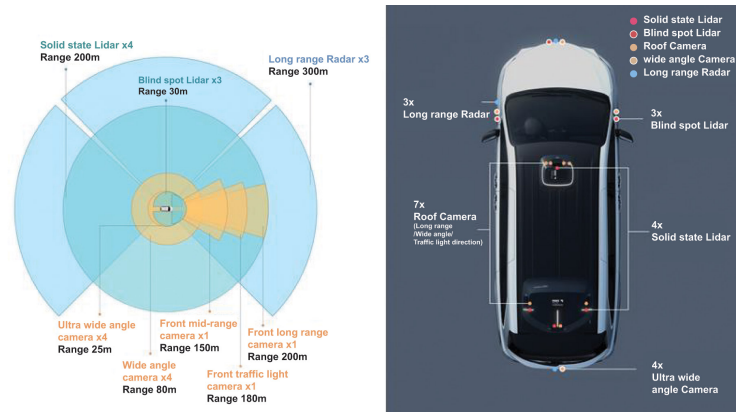 Solid state Lidar x4
Range 200m
Blind spot Lidar x3
Range 30m
Long range Radar x3
Range 300m
Ultra wide angle
camera x4
Range 25m
Wide angle
camera x4
Range 80m
Front mid-range
camera x1
Range 150m
Front traffic light
camera x1
Range 180m
Front long range
camera x1
Range 200m
Solid state Lidar
Blind spot Lidar
Roof Camera
wide angle Camera
Long range Radar
3x
Long range Radar
3x
Blind spot Lidar
7x
Roof Camera
(Long range
/Wide angle/
Traffic light direction)
4x
Solid state Lidar
4x
Ultra wide
angle Camera